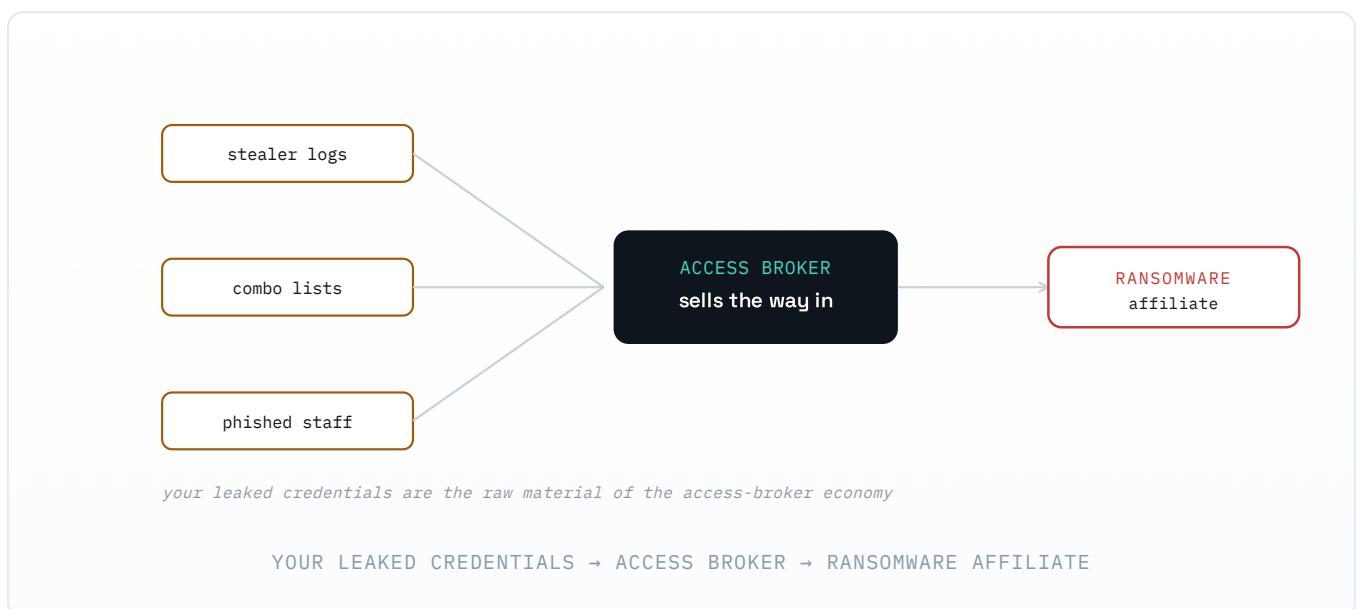 stealer logs
combo lists
phished staff
ACCESS BROKER
sells the way in
RANSOMWARE
affiliate
your leaked credentials are the raw material of the access-broker economy
YOUR LEAKED CREDENTIALS → ACCESS BROKER → RANSOMWARE AFFILIATE